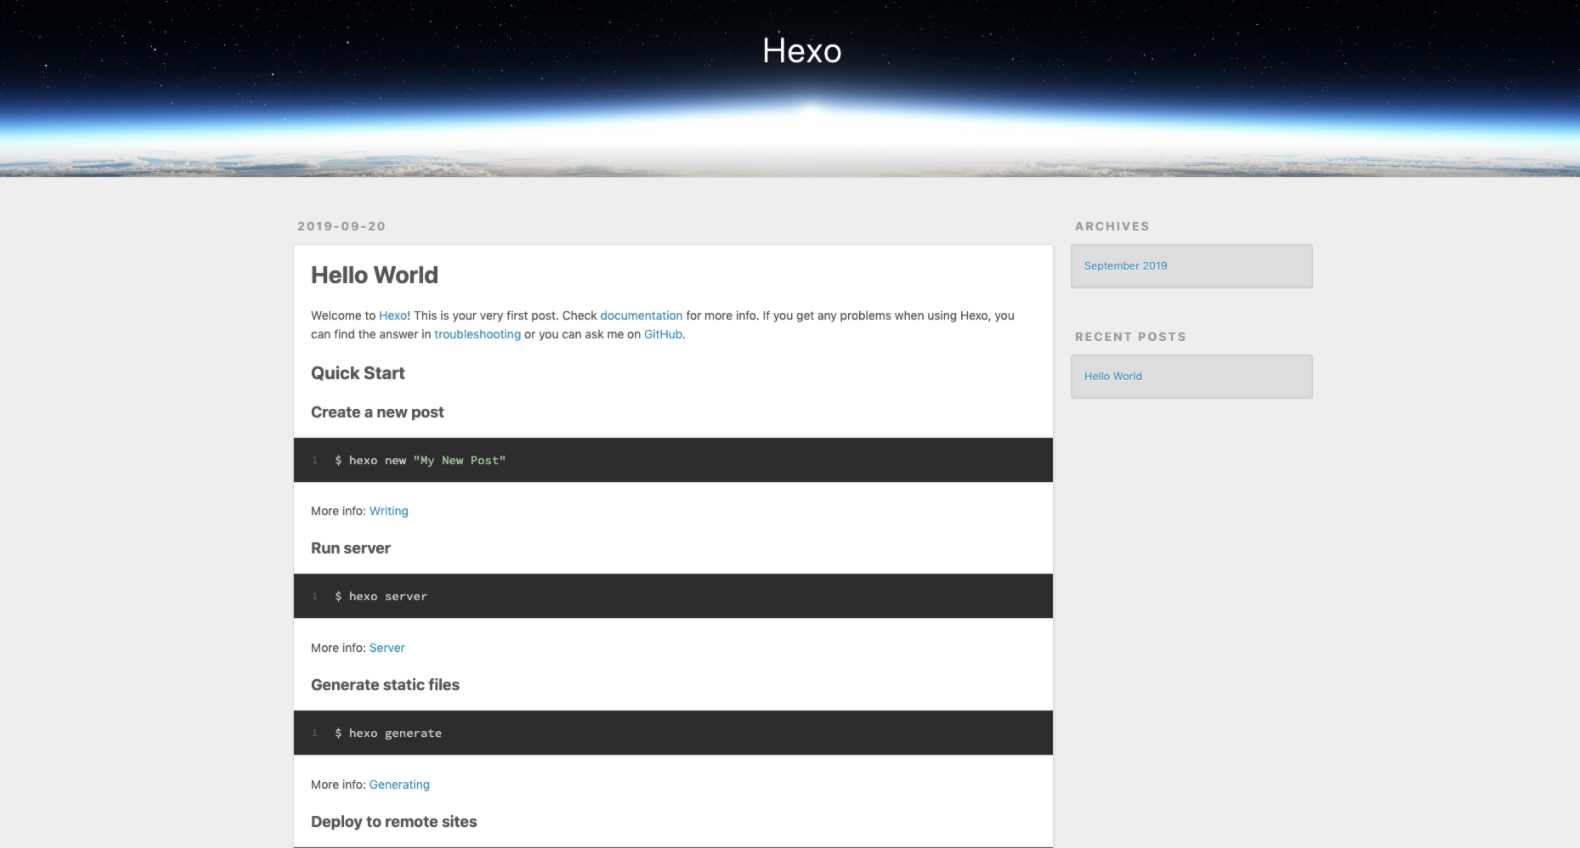 Hexo
2019-09-20
Hello World
Welcome to Hexo! This is your very first post. Check documentation for more info. If you get any problems when using Hexo, you
can find the answer in troubleshooting or you can ask me on GitHub.
Quick Start
Create a new post
1 $ hexo new "My New Post"
More info: Writing
Run server
1 $ hexo server
More info: Server
Generate static files
1 $ hexo generate
More info: Generating
Deploy to remote sites
ARCHIVES
September 2019
RECENT POSTS
Hello World